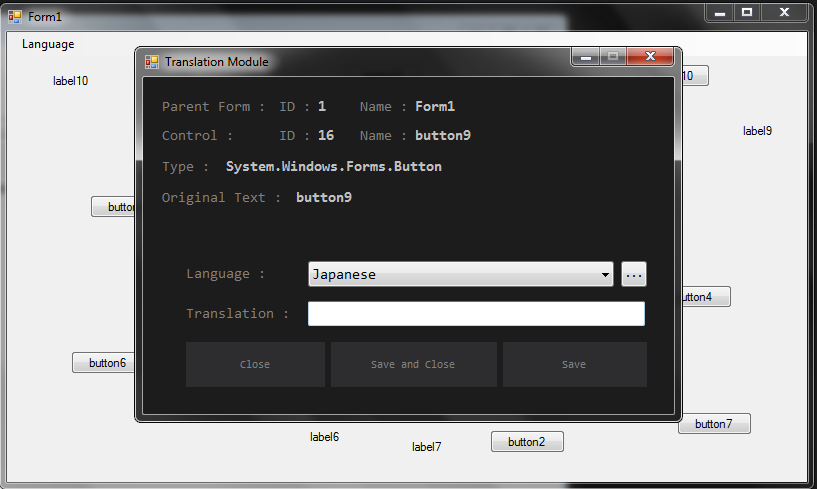 Form1
Language
label10
Translation Module
10
Parent Form : ID : 1 Name : Form1
label9
Control : ID : 16 Name : button9
Type : System.Windows.Forms.Button
Original Text : button9
button
Language : Japanese ...
utton4
Translation :
button6
Close Save and Close Save
button7
label6
label7
button2